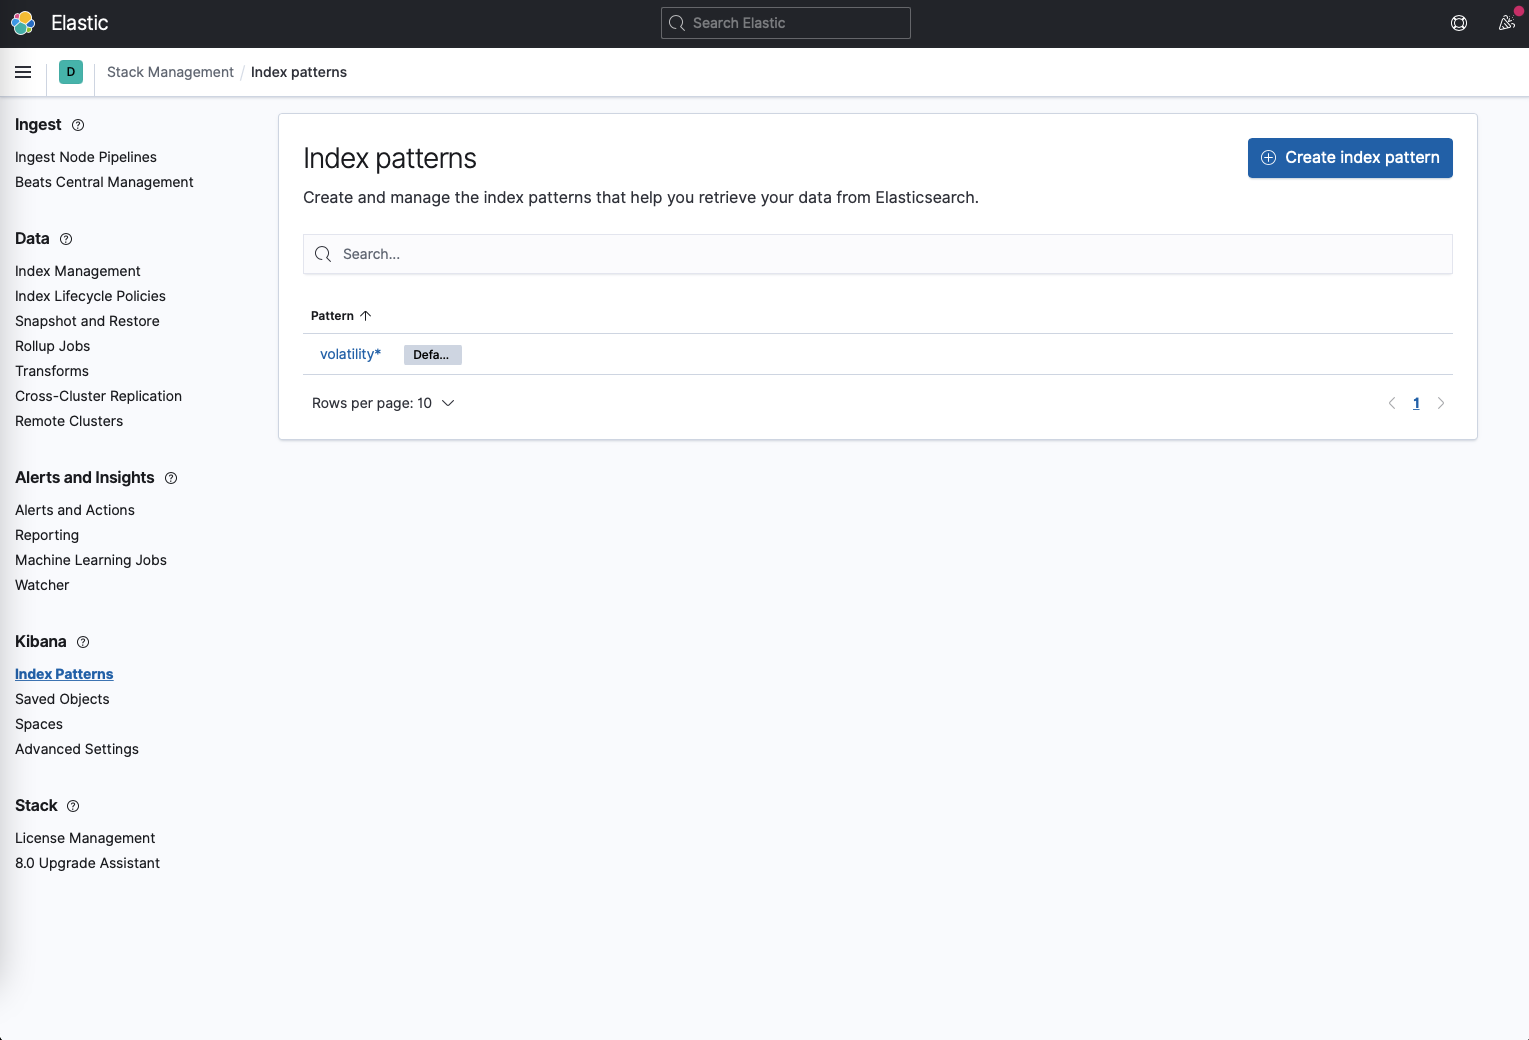 Elastic
Search Elastic
D
Stack Management / Index patterns
Ingest
Ingest Node Pipelines
Beats Central Management
Data
Index Management
Index Lifecycle Policies
Snapshot and Restore
Rollup Jobs
Transforms
Cross-Cluster Replication
Remote Clusters
Alerts and Insights
Alerts and Actions
Reporting
Machine Learning Jobs
Watcher
Kibana
Index Patterns
Saved Objects
Spaces
Advanced Settings
Stack
License Management
8.0 Upgrade Assistant
Index patterns
Create index pattern
Create and manage the index patterns that help you retrieve your data from Elasticsearch.
Search...
Pattern
volatility* Defa...
Rows per page: 10
1